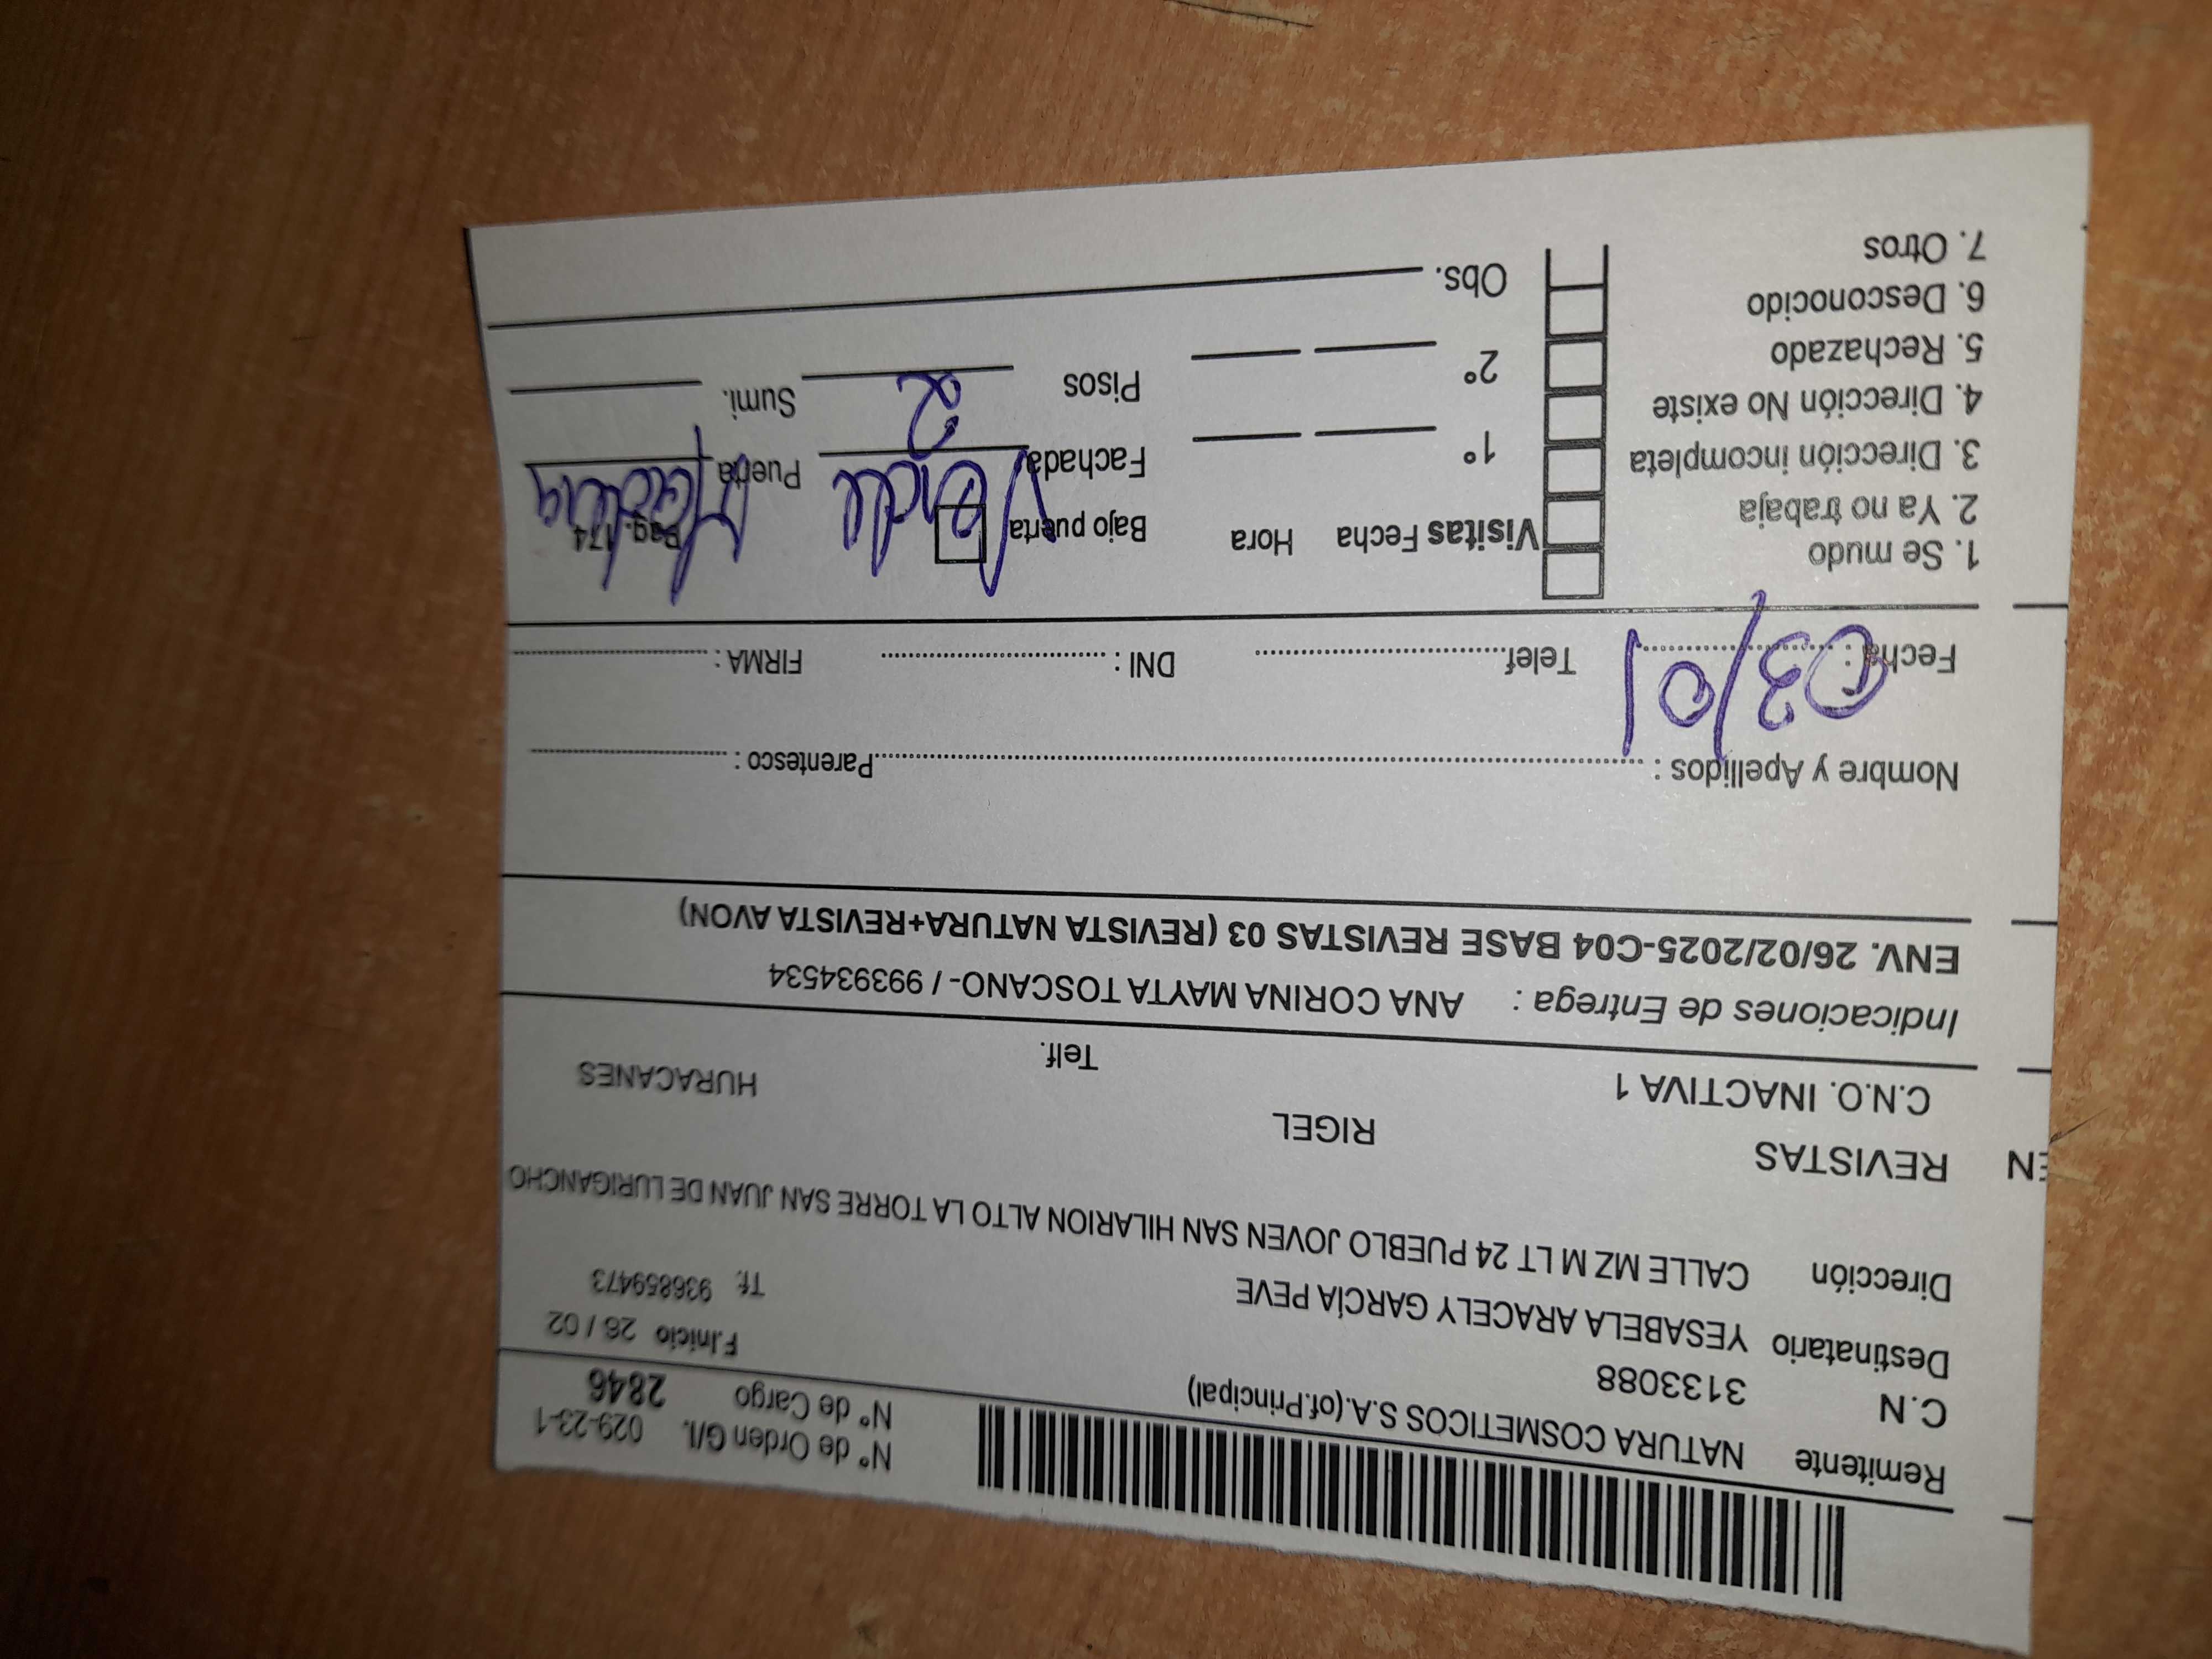 Remitente NATURA COSMETICOS S.A.(of.Principal) N° de Orden G/I. 029-23-1
C.N 3133088 N° de Cargo 2846
Destinatario YESABELA ARACELY GARCÍA PEVE F.Inicio 26 / 02
Tf. 936859473
Dirección CALLE MZ M LT 24 PUEBLO JOVEN SAN HILARION ALTO LA TORRE SAN JUAN DE LURIGANCHO
EN REVISTAS RIGEL HURACANES
C.N.O. INACTIVA 1 Telf.
Indicaciones de Entrega : ANA CORINA MAYTA TOSCANO- / 993934534
ENV. 26/02/2025-C04 BASE REVISTAS 03 (REVISTA NATURA+REVISTA AVON)
Nombre y Apellidos : Parentesco :
Fecha : 03/01 Telef. DNI : FIRMA :
1. Se mudo Visitas Fecha Hora Bajo puerta Pag. 174
2. Ya no trabaja
3. Dirección incompleta 1° Fachada Verde Puerta Madera
4. Dirección No existe
5. Rechazado 2° Pisos 2 Sumi.
6. Desconocido
7. Otros Obs.